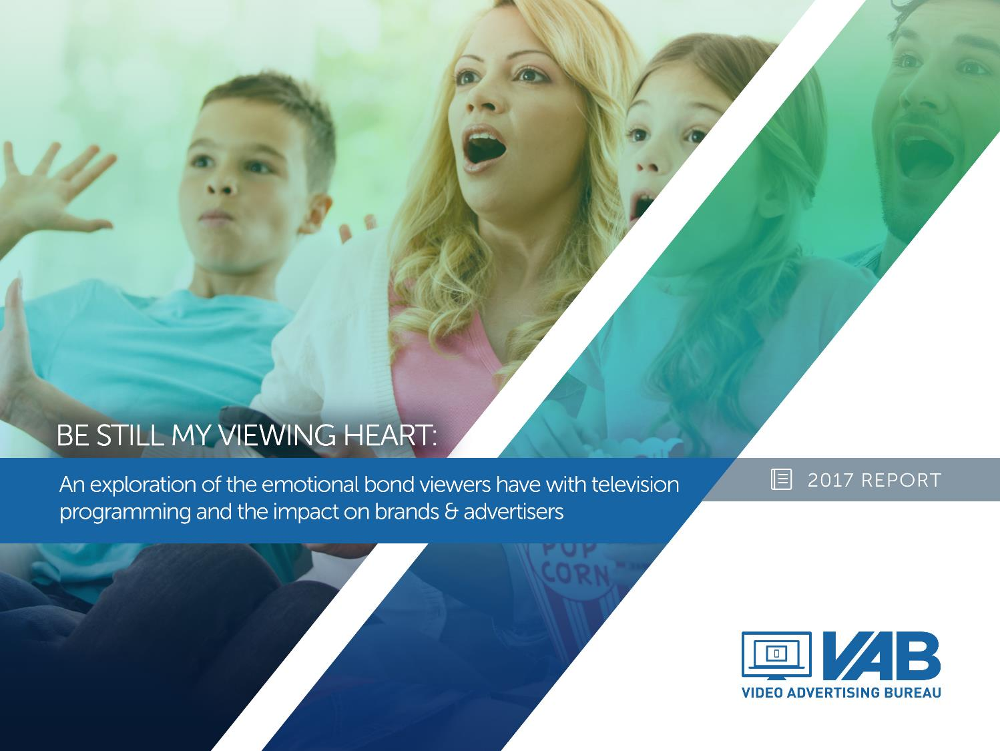 BE STILL MY VIEWING HEART:
An exploration of the emotional bond viewers have with television
programming and the impact on brands & advertisers
2017 REPORT
POP
CORN
VAB
VIDEO ADVERTISING BUREAU